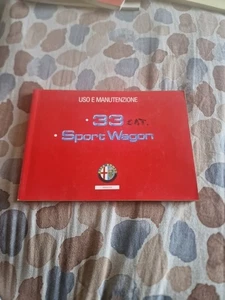 USO E MANUTENZIONE
• 33 CAT.
• Sport Wagon